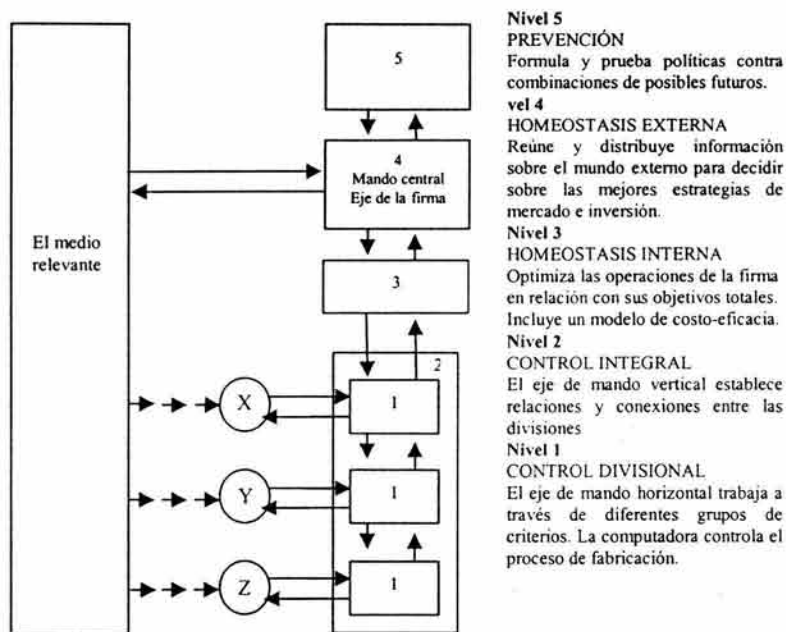 5
4
Mando central
Eje de la firma
El medio
relevante
3
2
X
1
Y
1
Z
1
Nivel 5
PREVENCIÓN
Formula y prueba políticas contra
combinaciones de posibles futuros.
vel 4
HOMEOSTASIS EXTERNA
Reúne y distribuye información
sobre el mundo externo para decidir
sobre las mejores estrategias de
mercado e inversión.
Nivel 3
HOMEOSTASIS INTERNA
Optimiza las operaciones de la firma
en relación con sus objetivos totales.
Incluye un modelo de costo-eficacia.
Nivel 2
CONTROL INTEGRAL
El eje de mando vertical establece
relaciones y conexiones entre las
divisiones
Nivel 1
CONTROL DIVISIONAL
El eje de mando horizontal trabaja a
través de diferentes grupos de
criterios. La computadora controla el
proceso de fabricación.